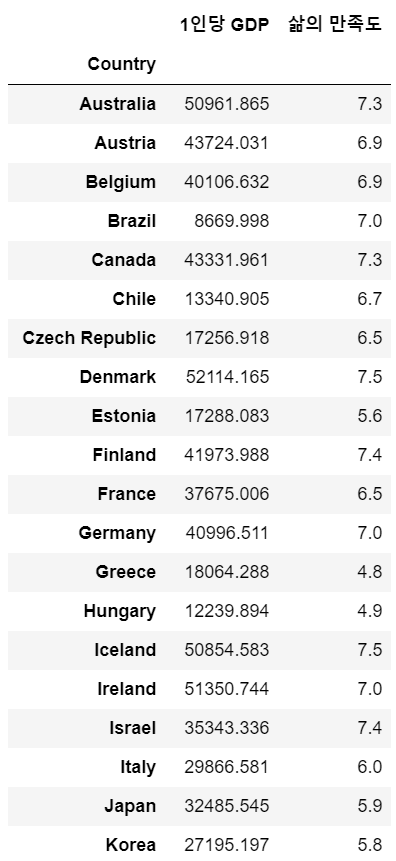 1인당 GDP 삶의 만족도
Country
Australia 50961.865 7.3
Austria 43724.031 6.9
Belgium 40106.632 6.9
Brazil 8669.998 7.0
Canada 43331.961 7.3
Chile 13340.905 6.7
Czech Republic 17256.918 6.5
Denmark 52114.165 7.5
Estonia 17288.083 5.6
Finland 41973.988 7.4
France 37675.006 6.5
Germany 40996.511 7.0
Greece 18064.288 4.8
Hungary 12239.894 4.9
Iceland 50854.583 7.5
Ireland 51350.744 7.0
Israel 35343.336 7.4
Italy 29866.581 6.0
Japan 32485.545 5.9
Korea 27195.197 5.8